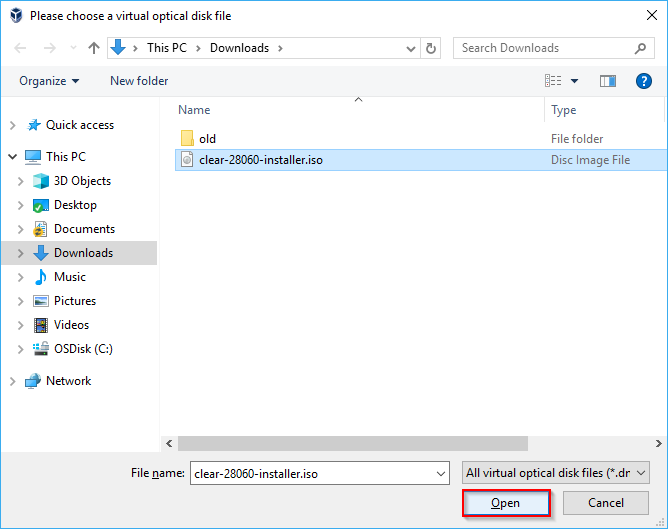 Please choose a virtual optical disk file
This PC > Downloads >
Search Downloads
Organize
New folder
Name
Type
Quick access
This PC
3D Objects
Desktop
Documents
Downloads
Music
Pictures
Videos
OSDisk (C:)
Network
old File folder
clear-28060-installer.iso Disc Image File
File name: clear-28060-installer.iso
All virtual optical disk files (*.dr
Open
Cancel